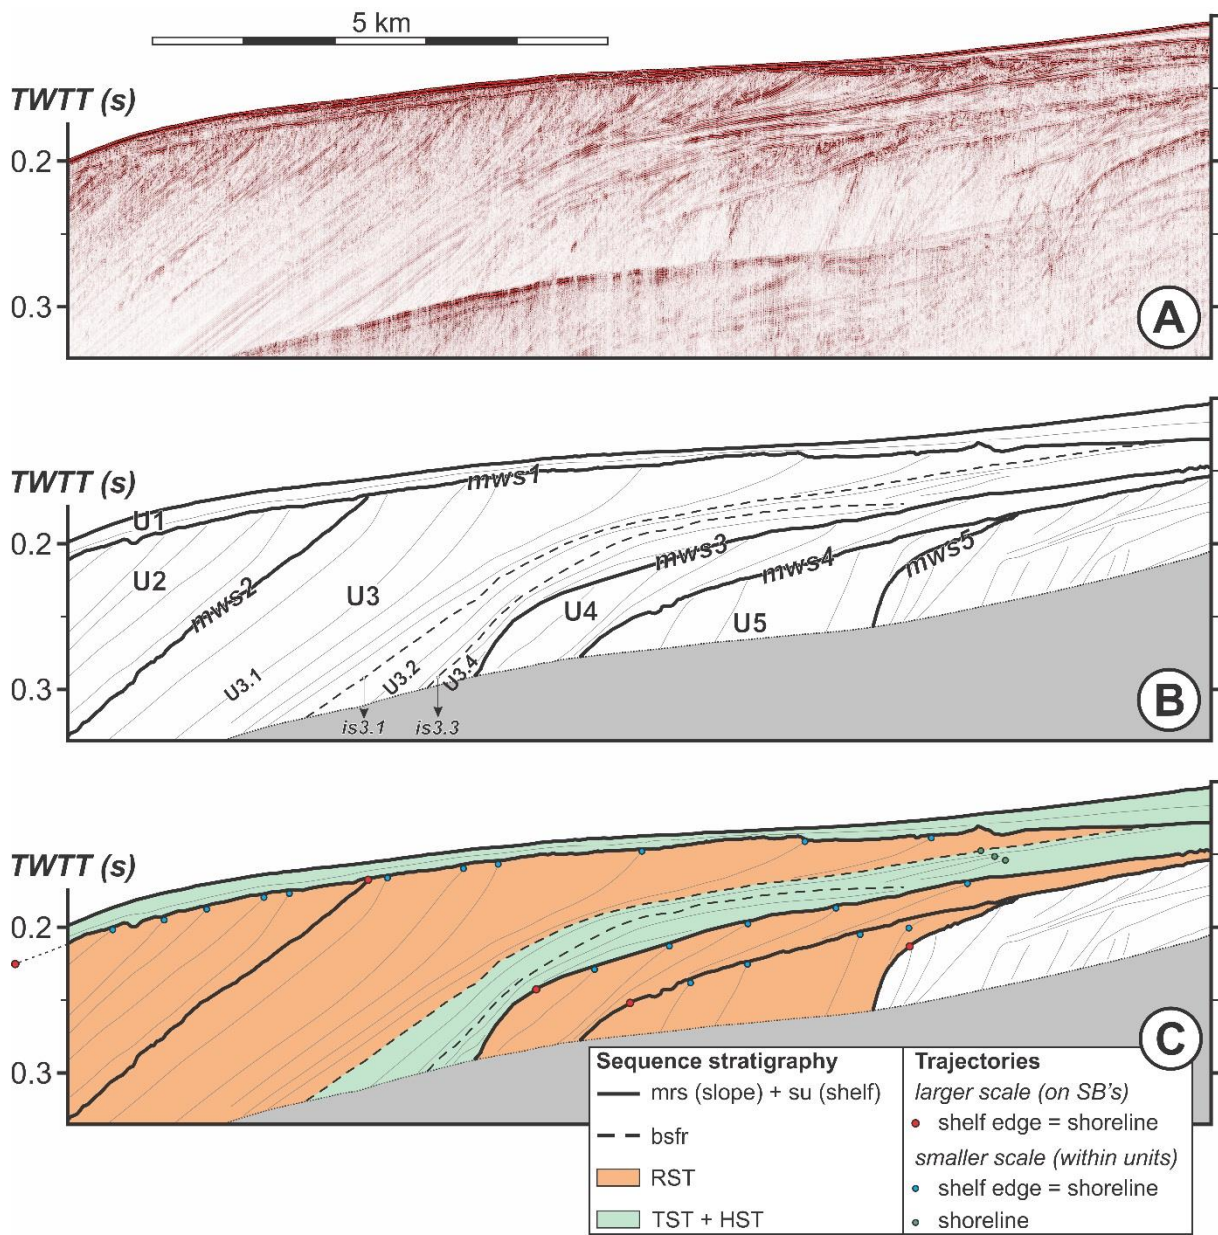 5 km
TWTT (s)
0.2
0.3
A
TWTT (s)
0.2
0.3
U1
mws1
U2
mws2
U3
mws3
mws4
mws5
U4
U5
U3.1
U3.2
U3.4
is3.1
is3.3
B
TWTT (s)
0.2
0.3
C
Sequence stratigraphy
mrs (slope) + su (shelf)
bsfr
RST
TST + HST
Trajectories
larger scale (on SB's)
shelf edge = shoreline
smaller scale (within units)
shelf edge = shoreline
shoreline